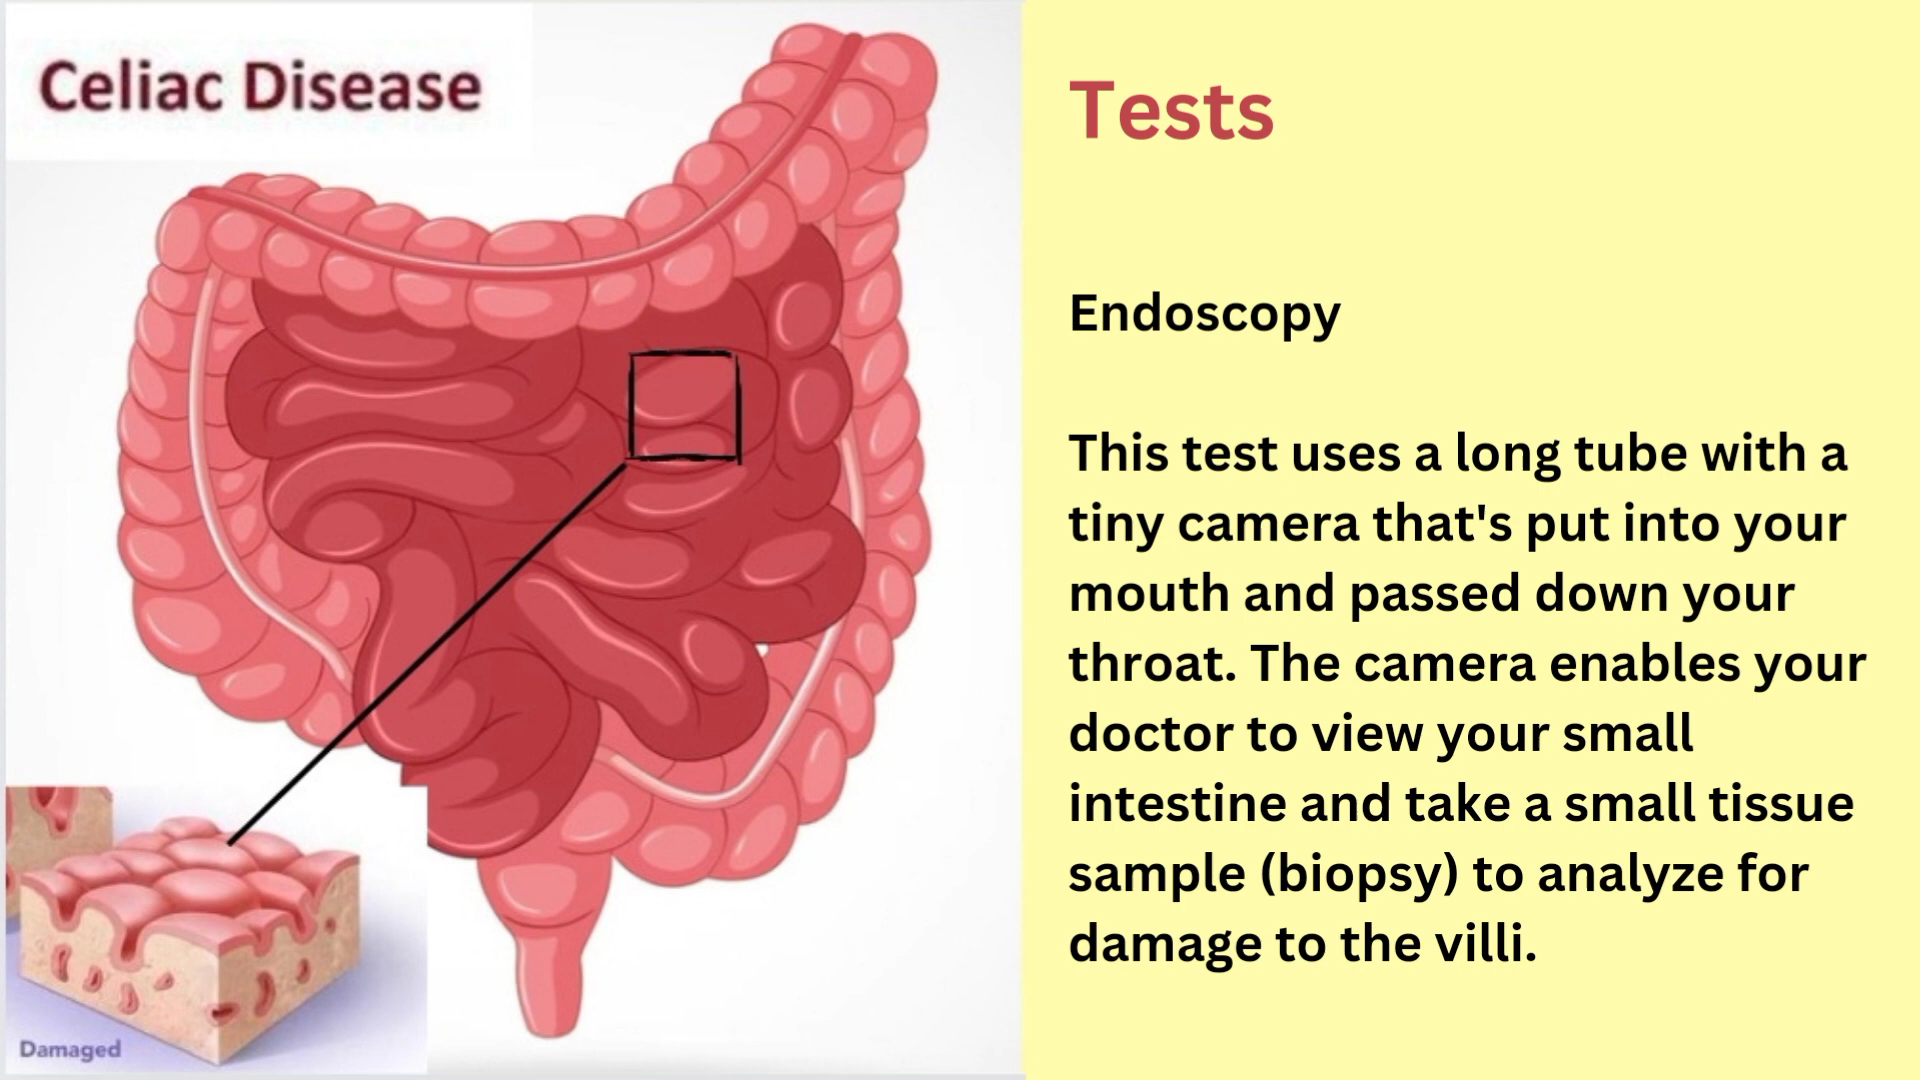 Celiac Disease
Damaged
Tests
Endoscopy
This test uses a long tube with a
tiny camera that's put into your
mouth and passed down your
throat. The camera enables your
doctor to view your small
intestine and take a small tissue
sample (biopsy) to analyze for
damage to the villi.